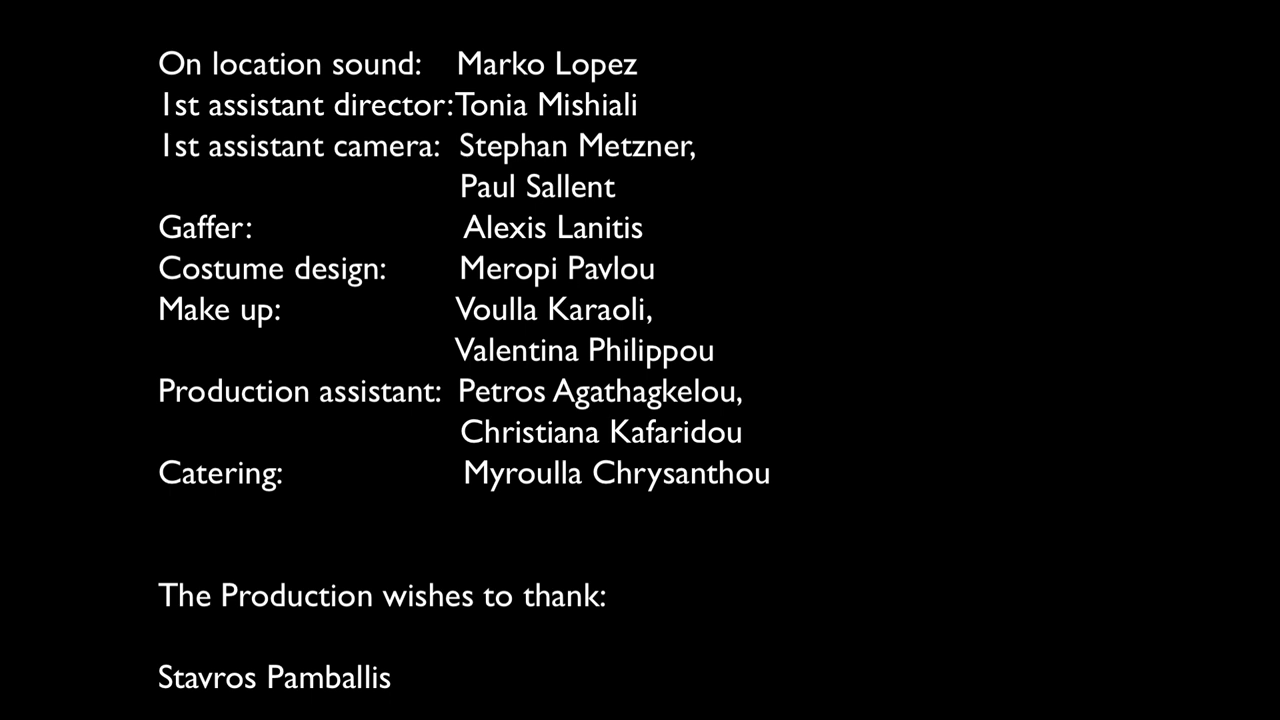 On location sound: Marko Lopez
1st assistant director: Tonia Mishiali
1st assistant camera: Stephan Metzner,
Paul Sallent
Gaffer: Alexis Lanitis
Costume design: Meropi Pavlou
Make up: Voulla Karaoli,
Valentina Philippou
Production assistant: Petros Agathagkelou,
Christiana Kafaridou
Catering: Myroulla Chrysanthou
The Production wishes to thank:
Stavros Pamballis